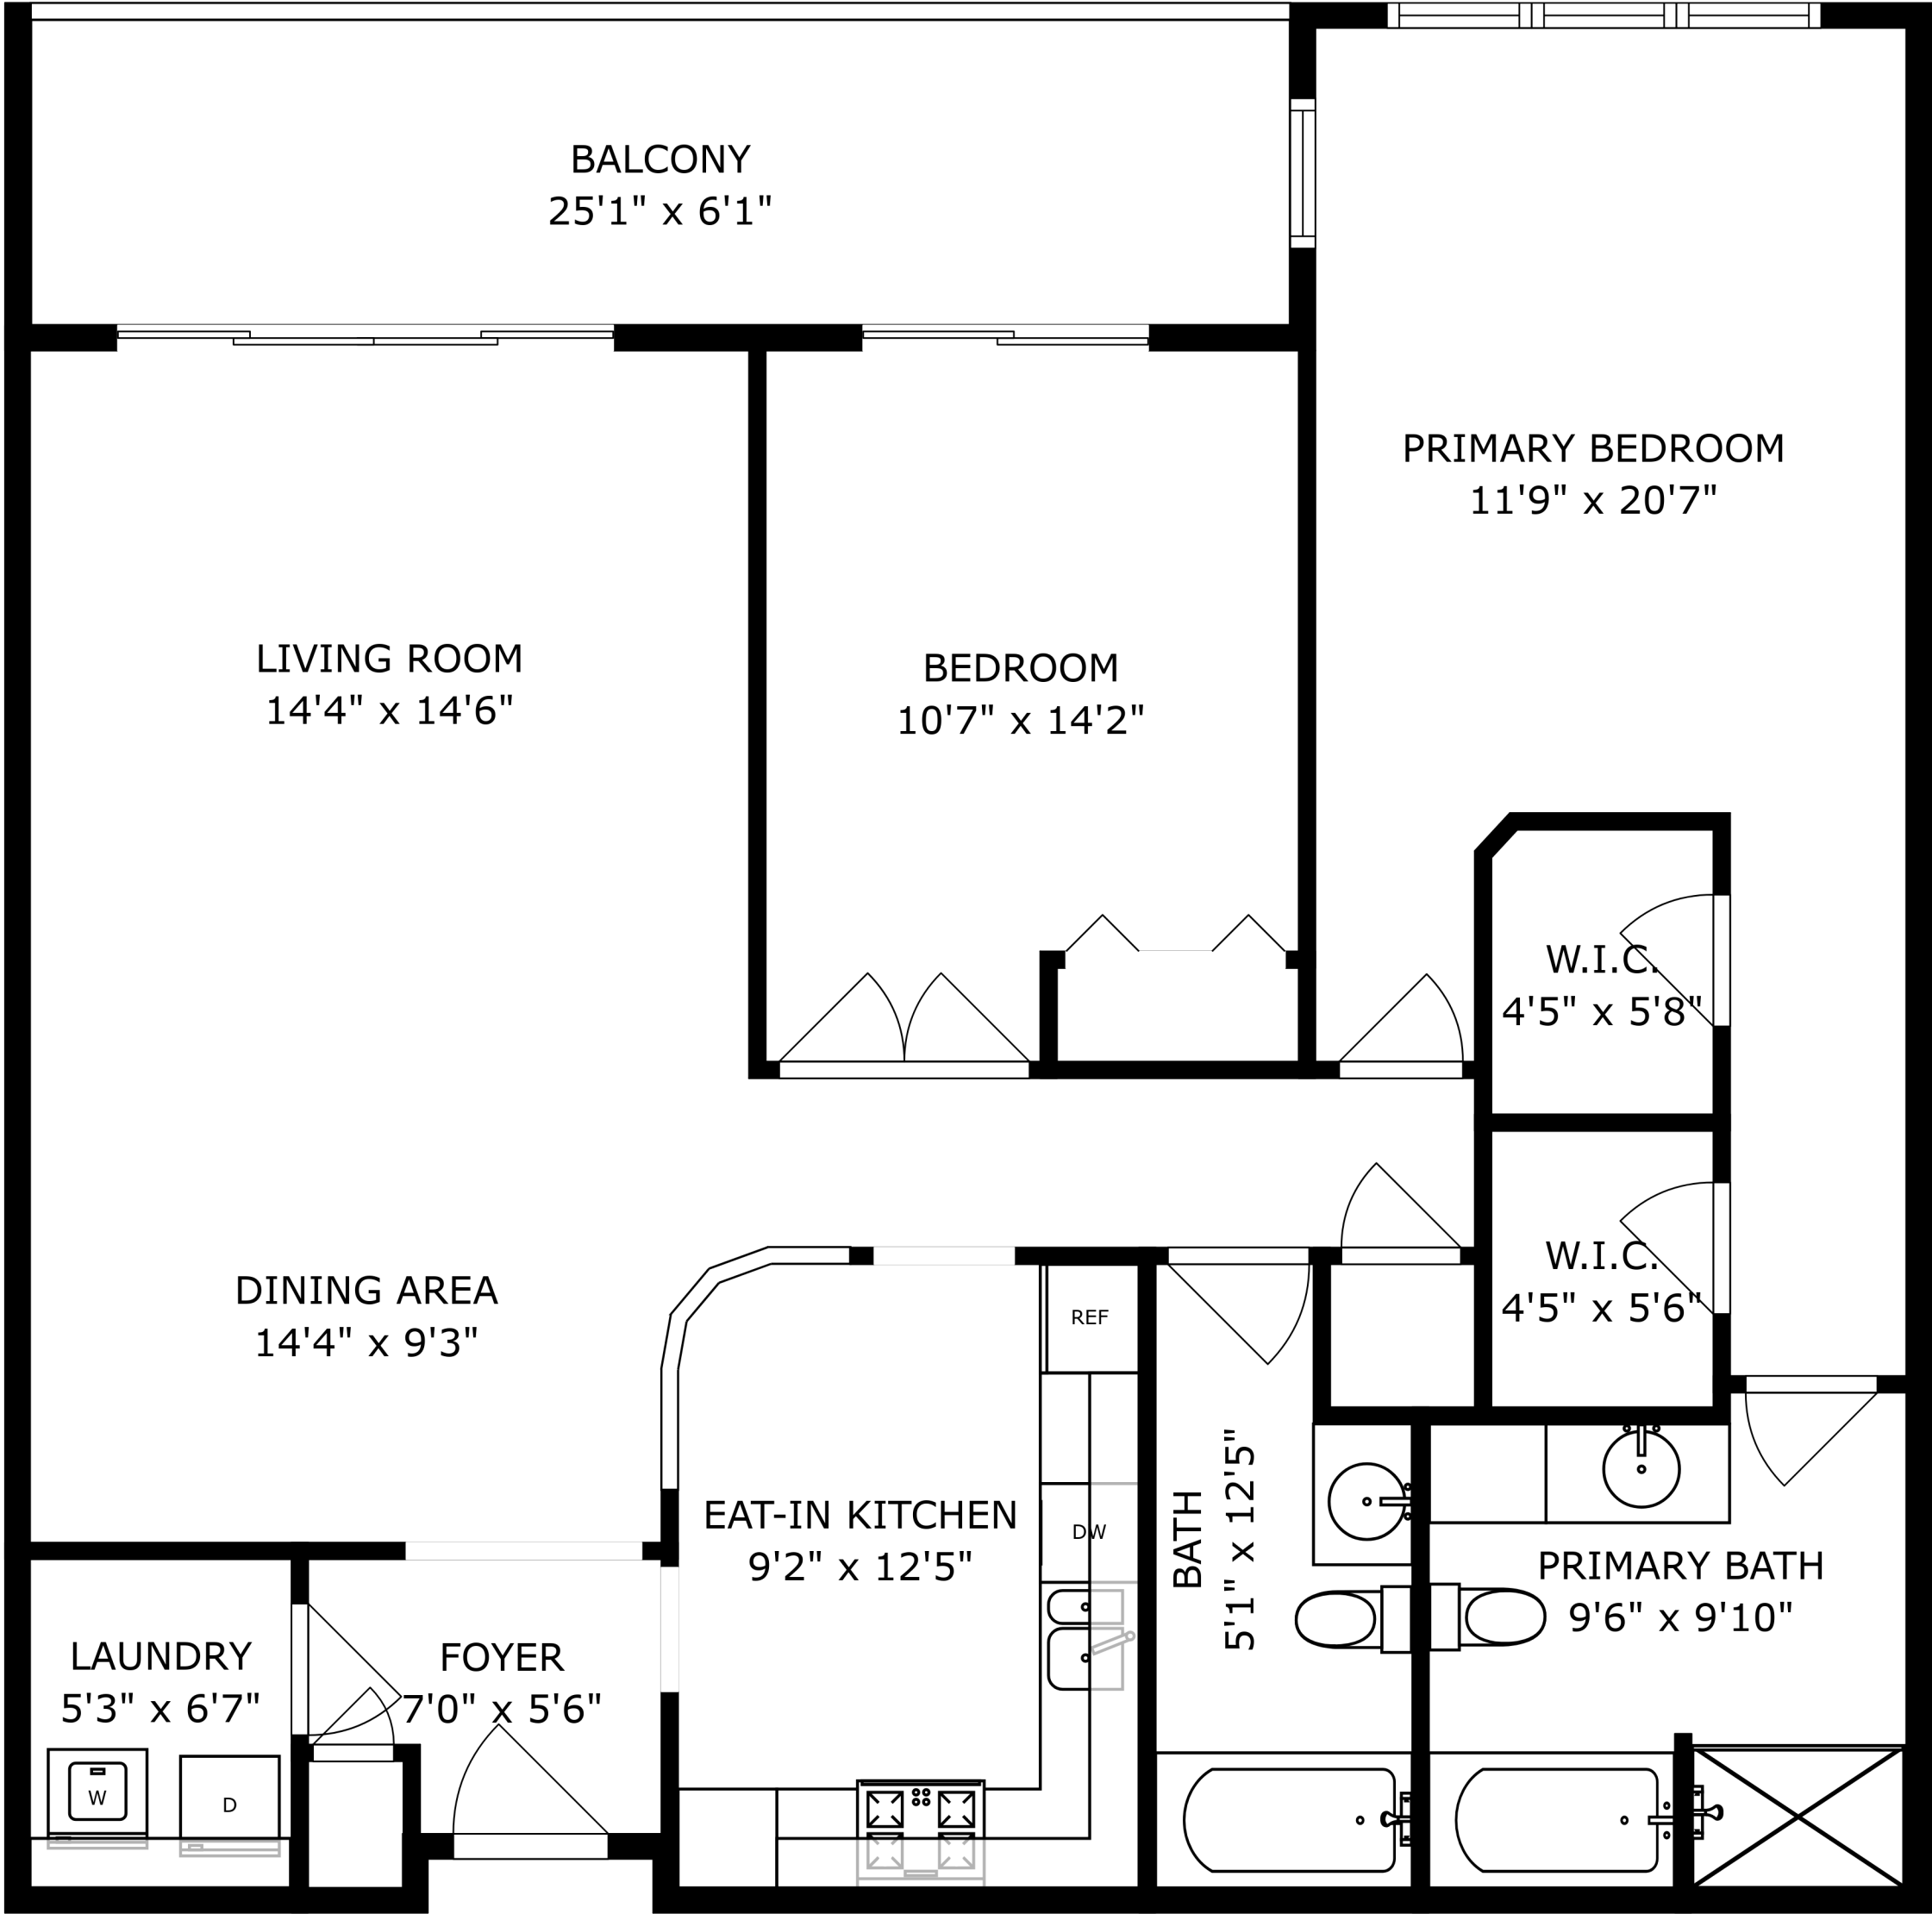 BALCONY
25'1" x 6'1"
PRIMARY BEDROOM
11'9" x 20'7"
LIVING ROOM
14'4" x 14'6"
BEDROOM
10'7" x 14'2"
W.I.C.
4'5" x 5'8"
W.I.C.
4'5" x 5'6"
DINING AREA
14'4" x 9'3"
REF
EAT-IN KITCHEN
9'2" x 12'5"
DW
BATH
5'1" x 12'5"
PRIMARY BATH
9'6" x 9'10"
LAUNDRY
5'3" x 6'7"
FOYER
7'0" x 5'6"
W
D